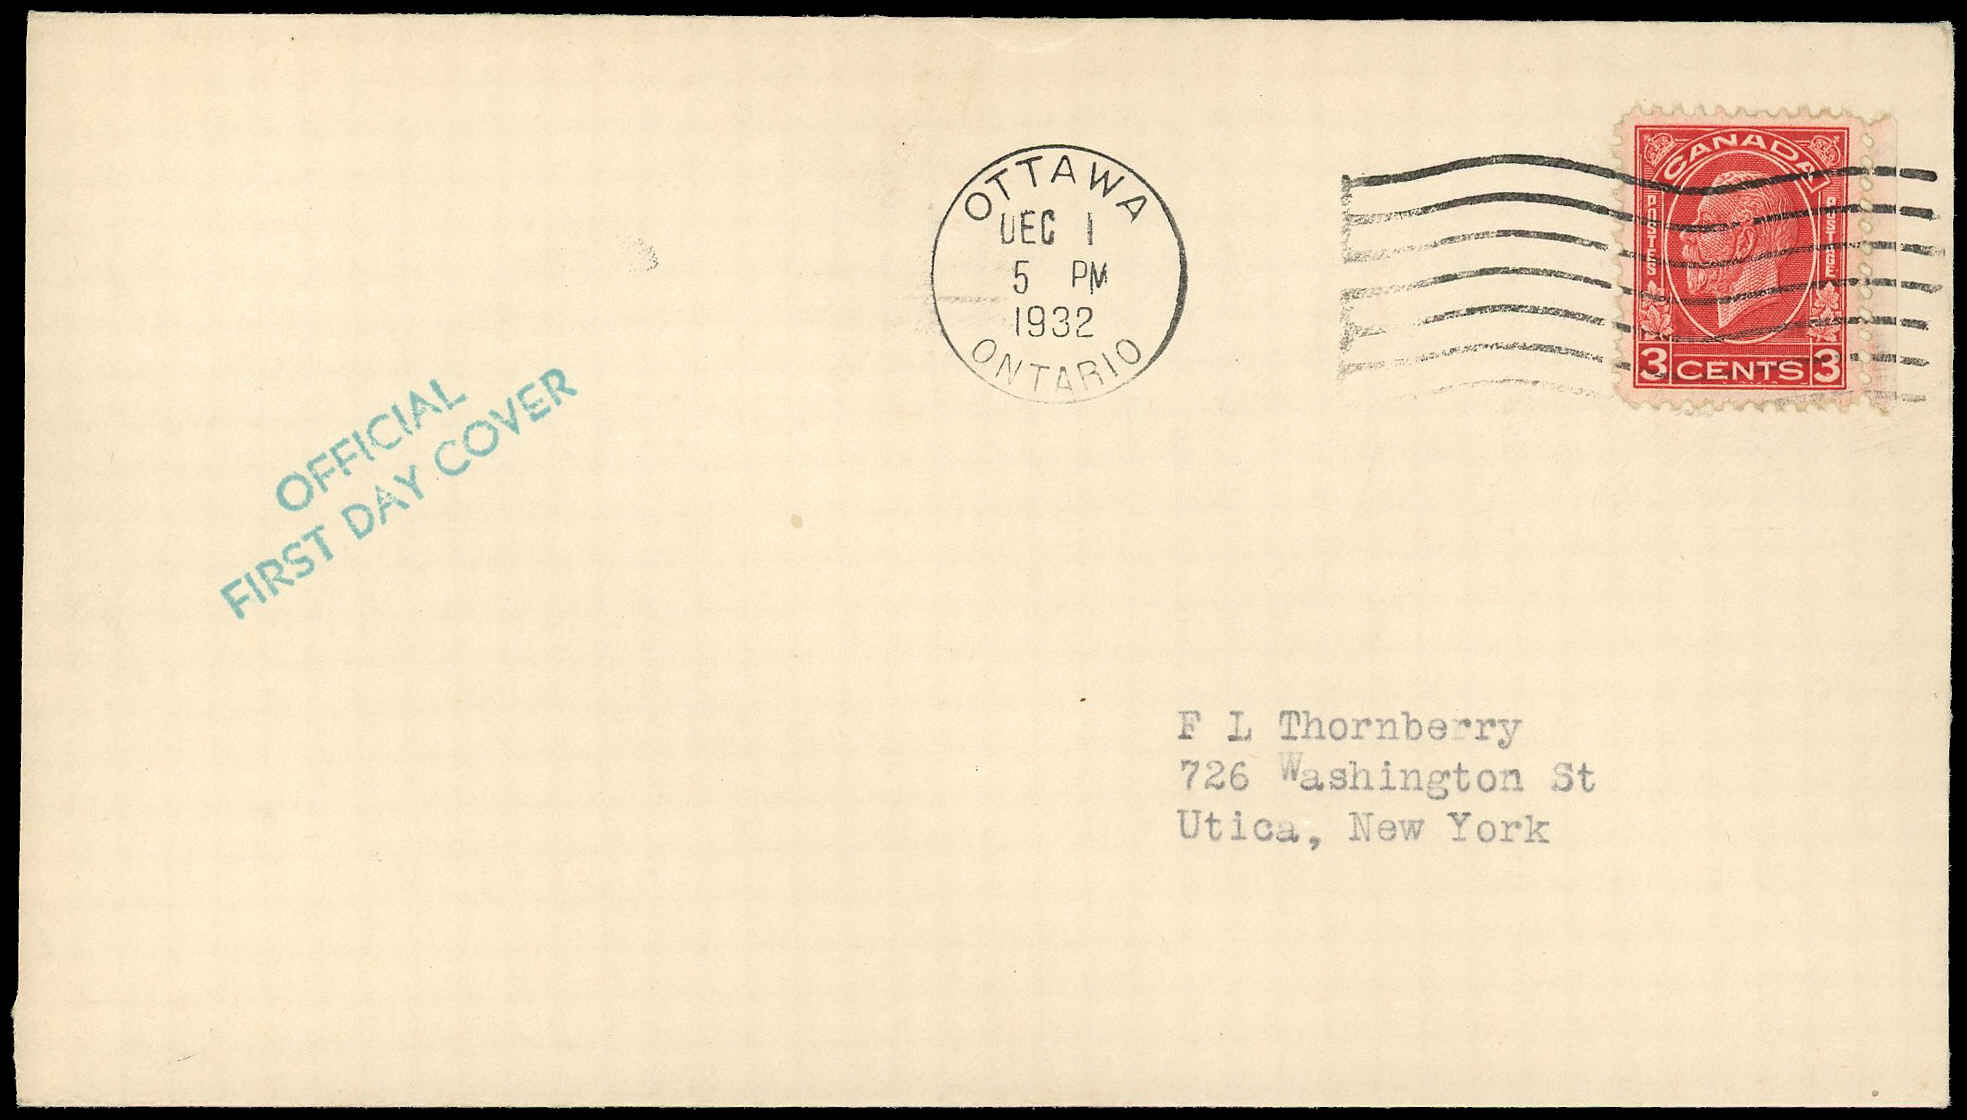 OTTAWA
DEC 1
5 PM
1932
ONTARIO
CANADA
POSTES
POSTAGE
3 CENTS 3
OFFICIAL
FIRST DAY COVER
F L Thornberry
726 Washington St
Utica, New York